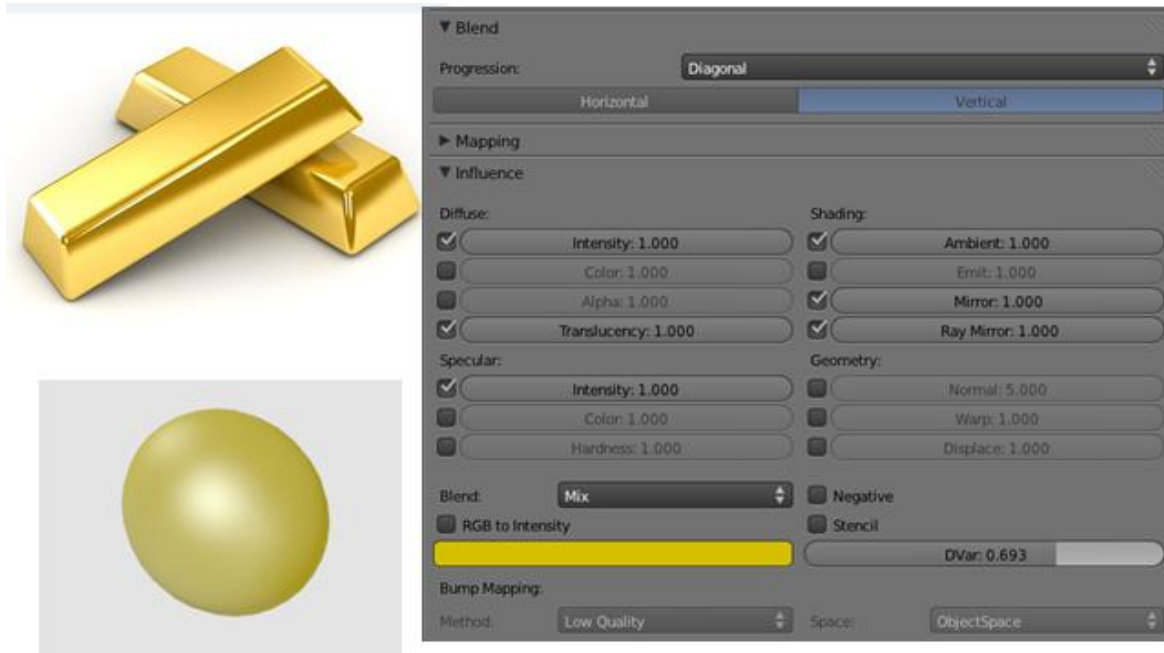 Blend
Progression: Diagonal
Horizontal Vertical
Mapping
Influence
Diffuse: Shading:
Intensity: 1.000 Ambient: 1.000
Color: 1.000 Emit: 1.000
Alpha: 1.000 Mirror: 1.000
Translucency: 1.000 Ray Mirror: 1.000
Specular: Geometry:
Intensity: 1.000 Normal: 5.000
Color: 1.000 Warp: 1.000
Hardness: 1.000 Displace: 1.000
Blend: Mix Negative
RGB to Intensity Stencil
DVar: 0.693
Bump Mapping:
Method: Low Quality Space: ObjectSpace